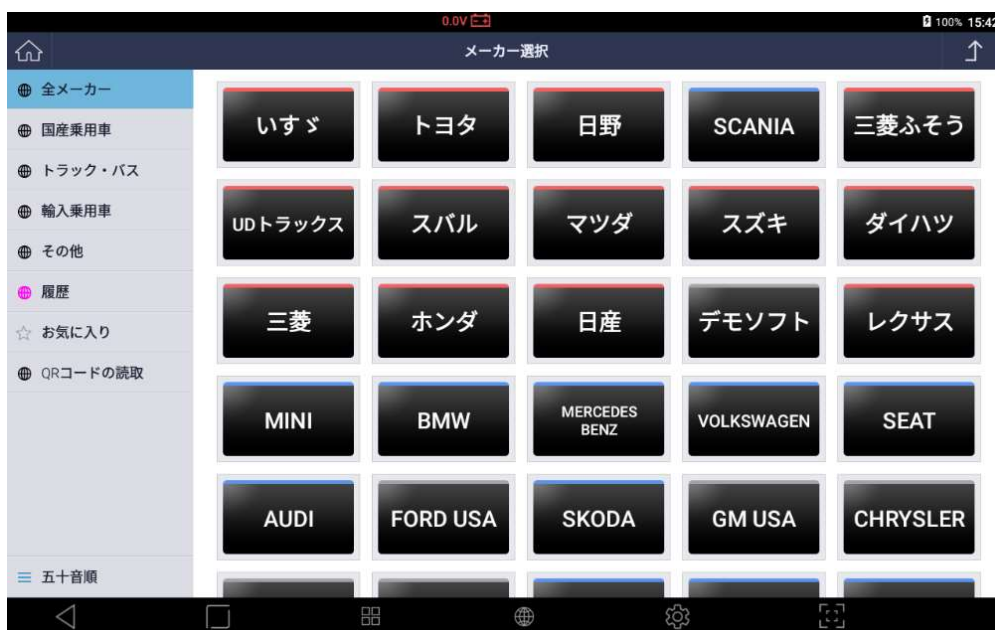 0.0V
100% 15:42
メーカー選択
全メーカー
国産乗用車
トラック・バス
輸入乗用車
その他
履歴
お気に入り
QRコードの読取
五十音順
いすゞ
トヨタ
日野
SCANIA
三菱ふそう
UDトラックス
スバル
マツダ
スズキ
ダイハツ
三菱
ホンダ
日産
デモソフト
レクサス
MINI
BMW
MERCEDES
BENZ
VOLKSWAGEN
SEAT
AUDI
FORD USA
SKODA
GM USA
CHRYSLER